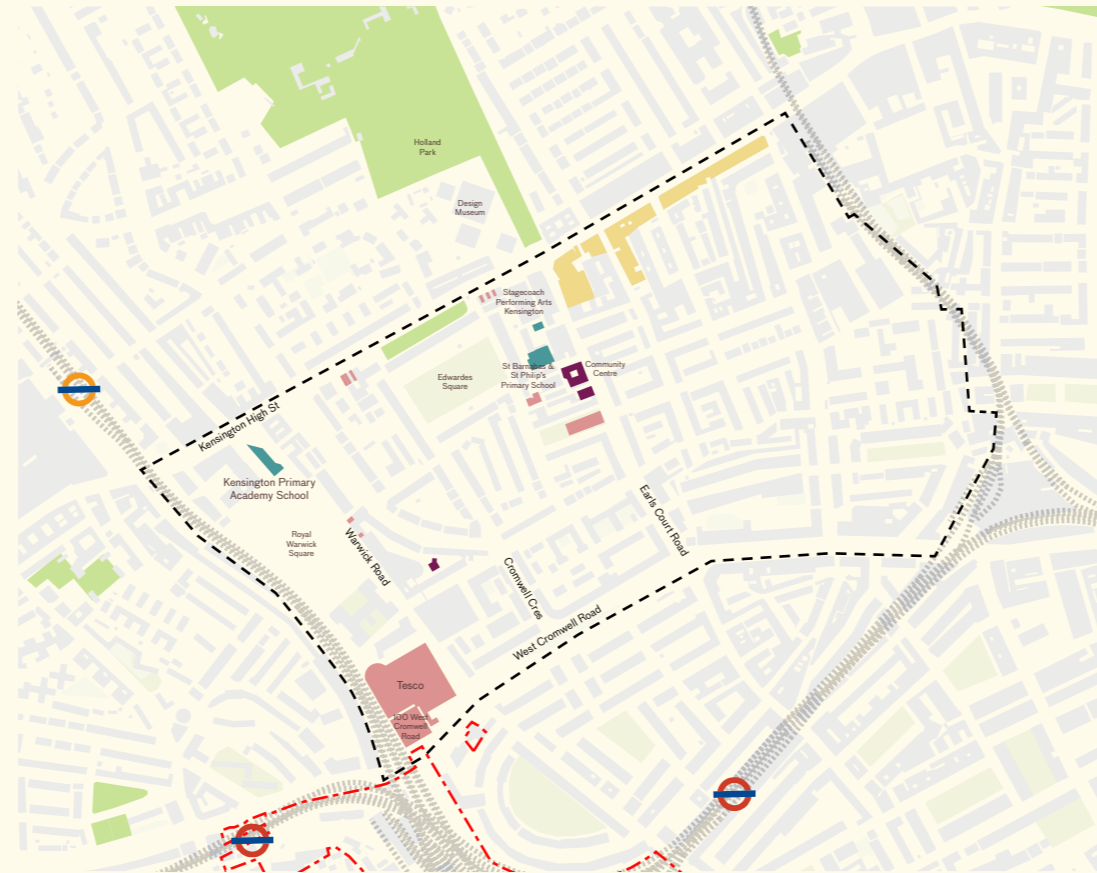 Holland
Park
Design
Museum
Stagecoach
Performing Arts
Kensington
St Barnabas &
St Philip's
Primary School
Community
Centre
Edwardes
Square
Kensington High St
Kensington Primary
Academy School
Royal
Warwick
Square
Warwick Road
Earls Court Road
Cromwell Cres
West Cromwell Road
Tesco
100 West
Cromwell
Road